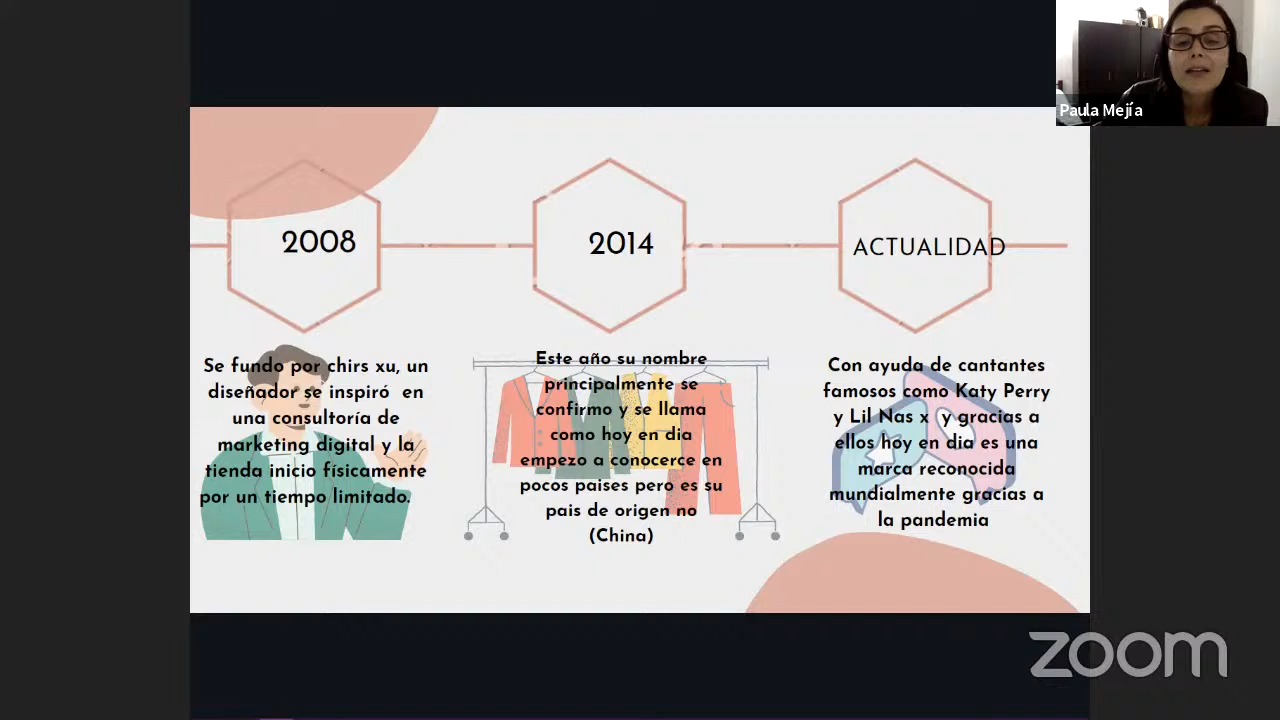 Paula Mejía
2008
2014
ACTUALIDAD
Se fundo por chirs xu, un
diseñador se inspiró en
una consultoría de
marketing digital y la
tienda inicio físicamente
por un tiempo limitado.
Este año su nombre
principalmente se
confirmo y se llama
como hoy en dia
empezo a conocerce en
pocos paises pero es su
pais de origen no
(China)
Con ayuda de cantantes
famosos como Katy Perry
y Lil Nas x y gracias a
ellos hoy en dia es una
marca reconocida
mundialmente gracias a
la pandemia
zoom